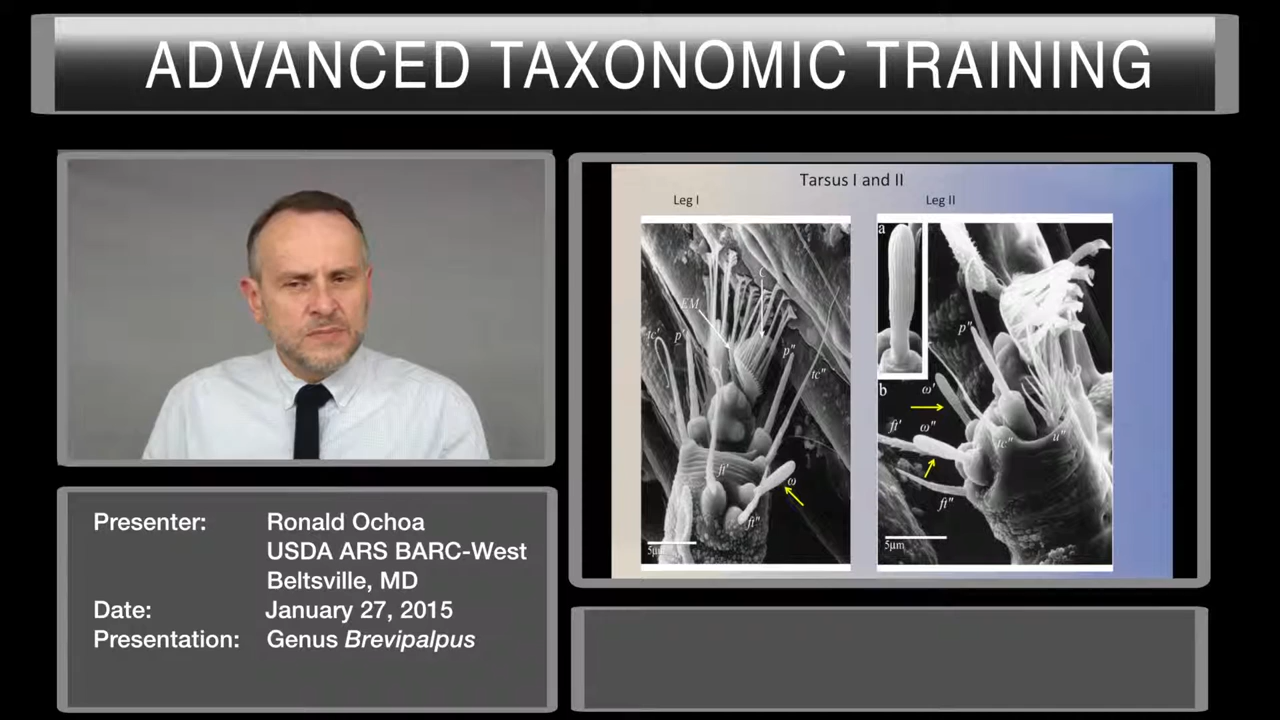 ADVANCED TAXONOMIC TRAINING
Tarsus I and II
Leg I
Leg II
C
EM
tc'
p'
p"
tc"
ft'
ω
ft"
5μm
a
p"
b
ω'
ft'
ω"
tc"
u"
ft"
5μm
Presenter: Ronald Ochoa
USDA ARS BARC-West
Beltsville, MD
Date: January 27, 2015
Presentation: Genus Brevipalpus